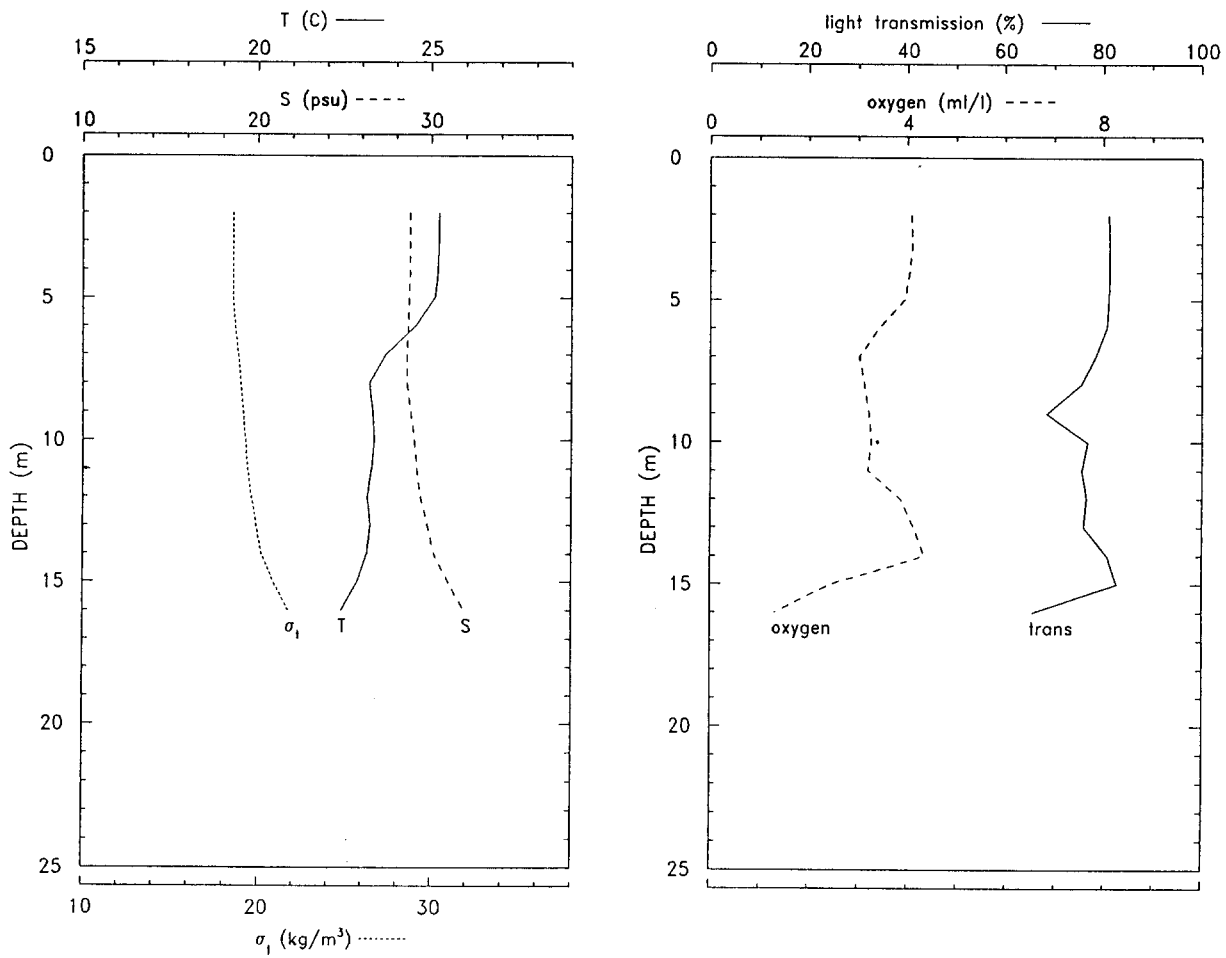 T (C)
15 20 25
S (psu)
10 20 30
0
5
10
15
20
25
DEPTH (m)
σt T S
10 20 30
σt (kg/m³)
light transmission (%)
0 20 40 60 80 100
oxygen (ml/l)
0 4 8
0
5
10
15
20
25
DEPTH (m)
oxygen trans